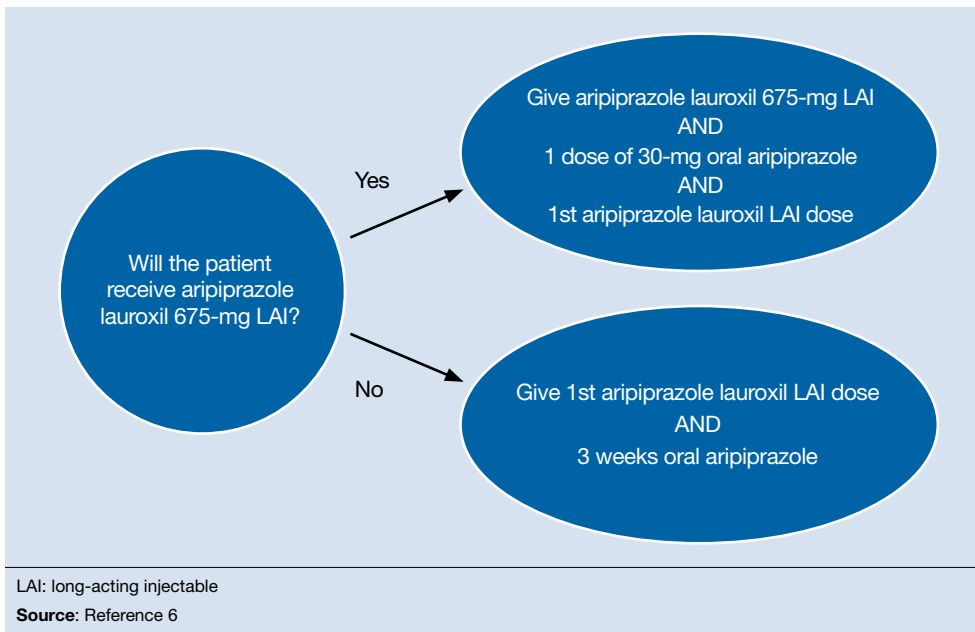 Will the patient
receive aripiprazole
lauroxil 675-mg LAI?
Yes
Give aripiprazole lauroxil 675-mg LAI
AND
1 dose of 30-mg oral aripiprazole
AND
1st aripiprazole lauroxil LAI dose
No
Give 1st aripiprazole lauroxil LAI dose
AND
3 weeks oral aripiprazole
LAI: long-acting injectable
Source: Reference 6